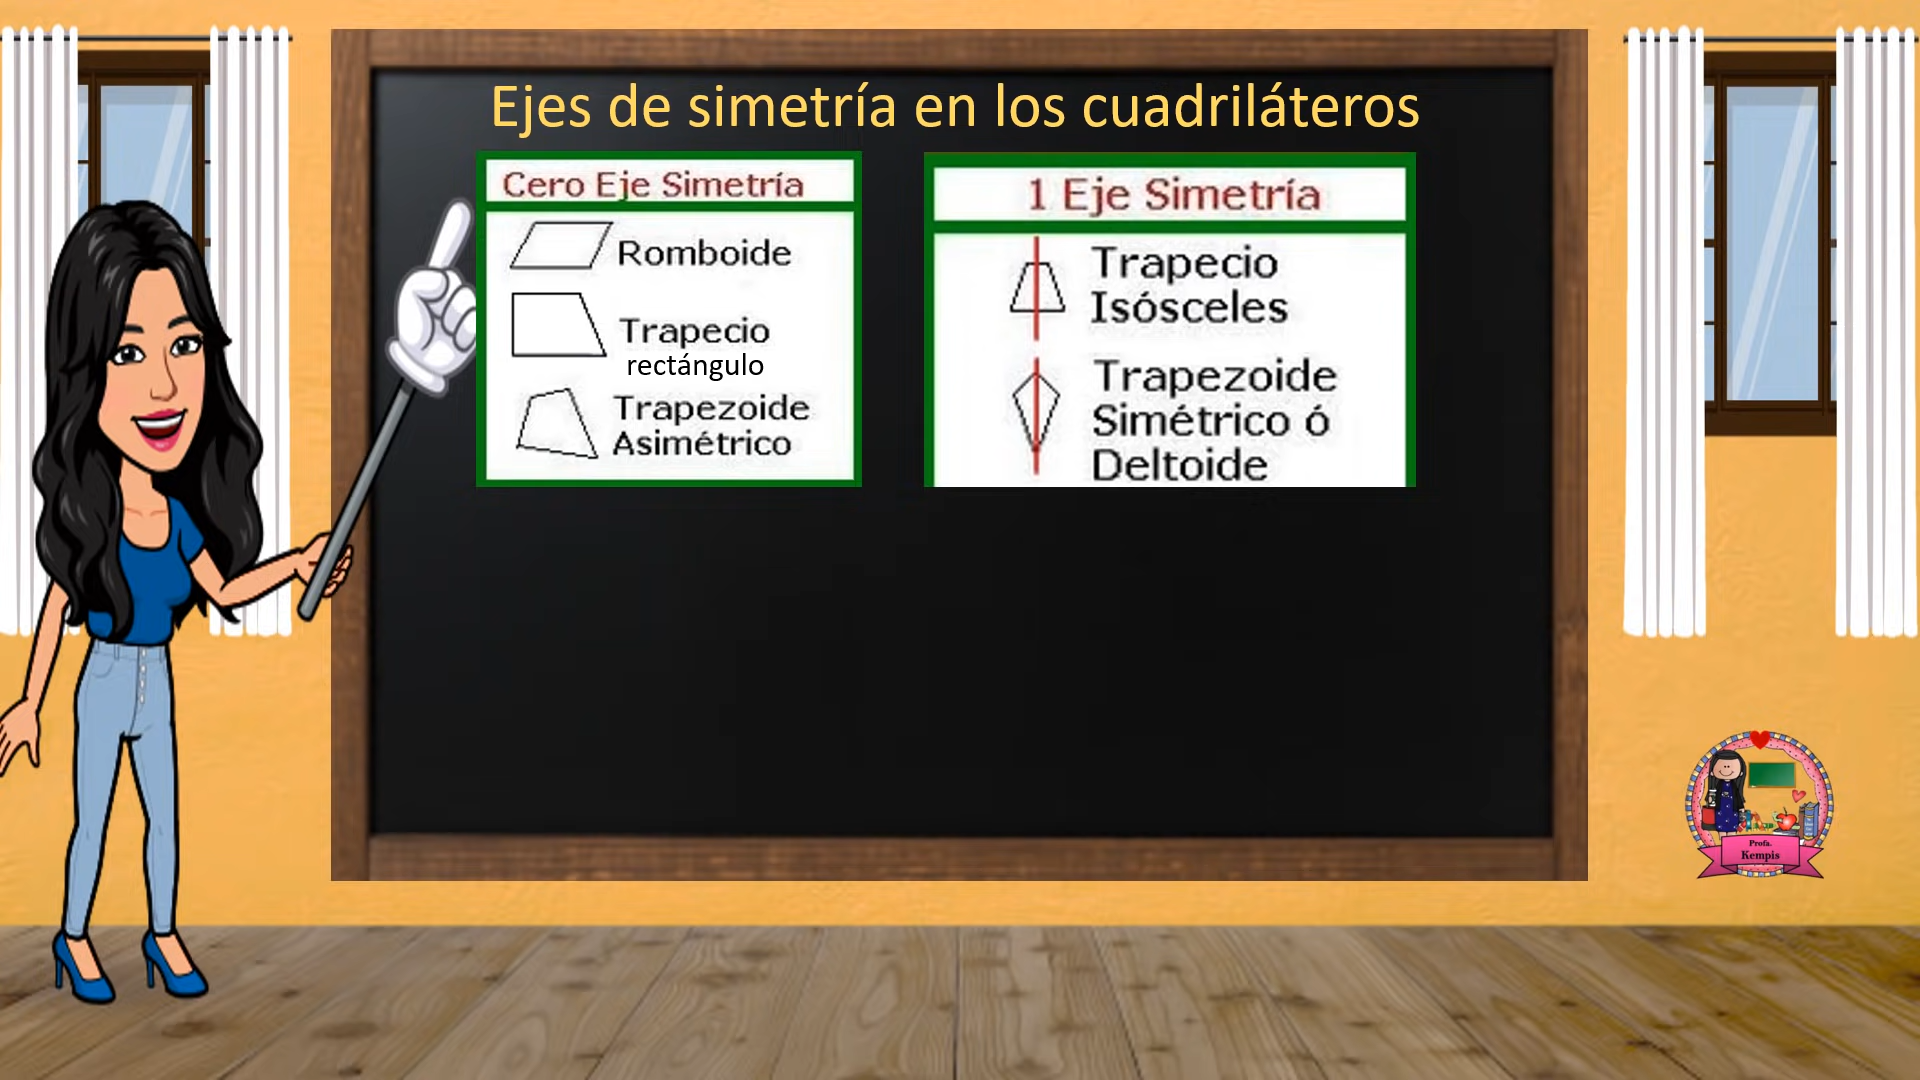 Ejes de simetría en los cuadriláteros
Cero Eje Simetría
Romboide
Trapecio
rectángulo
Trapezoide
Asimétrico
1 Eje Simetría
Trapecio
Isósceles
Trapezoide
Simétrico ó
Deltoide
Profa.
Kempis